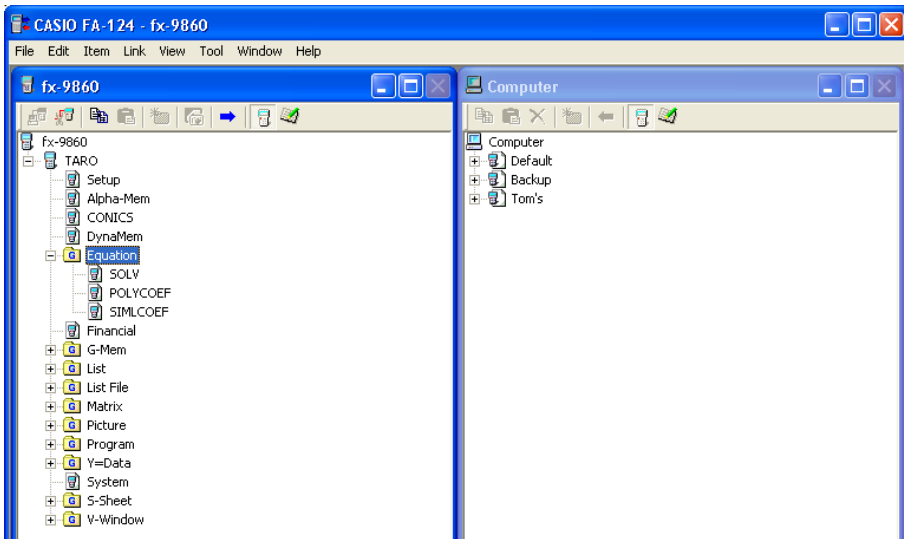 CASIO FA-124 - fx-9860
File Edit Item Link View Tool Window Help
fx-9860
fx-9860
TARO
Setup
Alpha-Mem
CONICS
DynaMem
G Equation
SOLV
POLYCOEF
SIMLCOEF
Financial
G G-Mem
G List
G List File
G Matrix
G Picture
G Program
G Y=Data
System
G S-Sheet
G V-Window
Computer
Computer
Default
Backup
Tom's